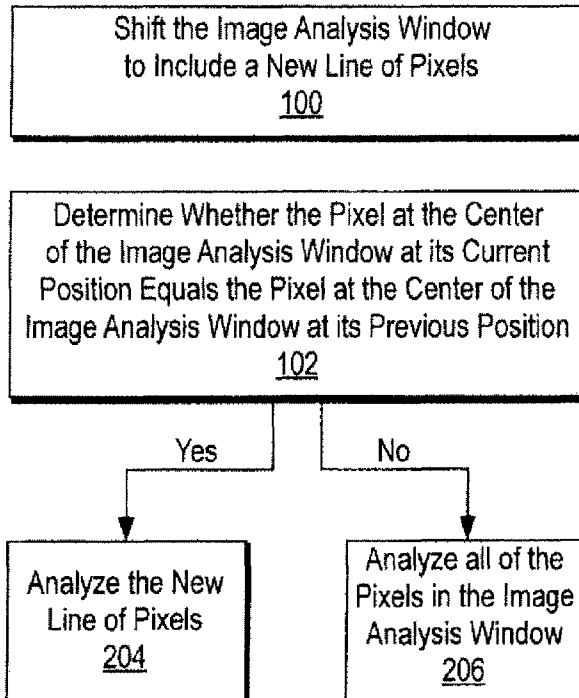 Shift the Image Analysis Window
to Include a New Line of Pixels
100
Determine Whether the Pixel at the Center
of the Image Analysis Window at its Current
Position Equals the Pixel at the Center of the
Image Analysis Window at its Previous Position
102
Yes
No
Analyze the New
Line of Pixels
204
Analyze all of the
Pixels in the Image
Analysis Window
206